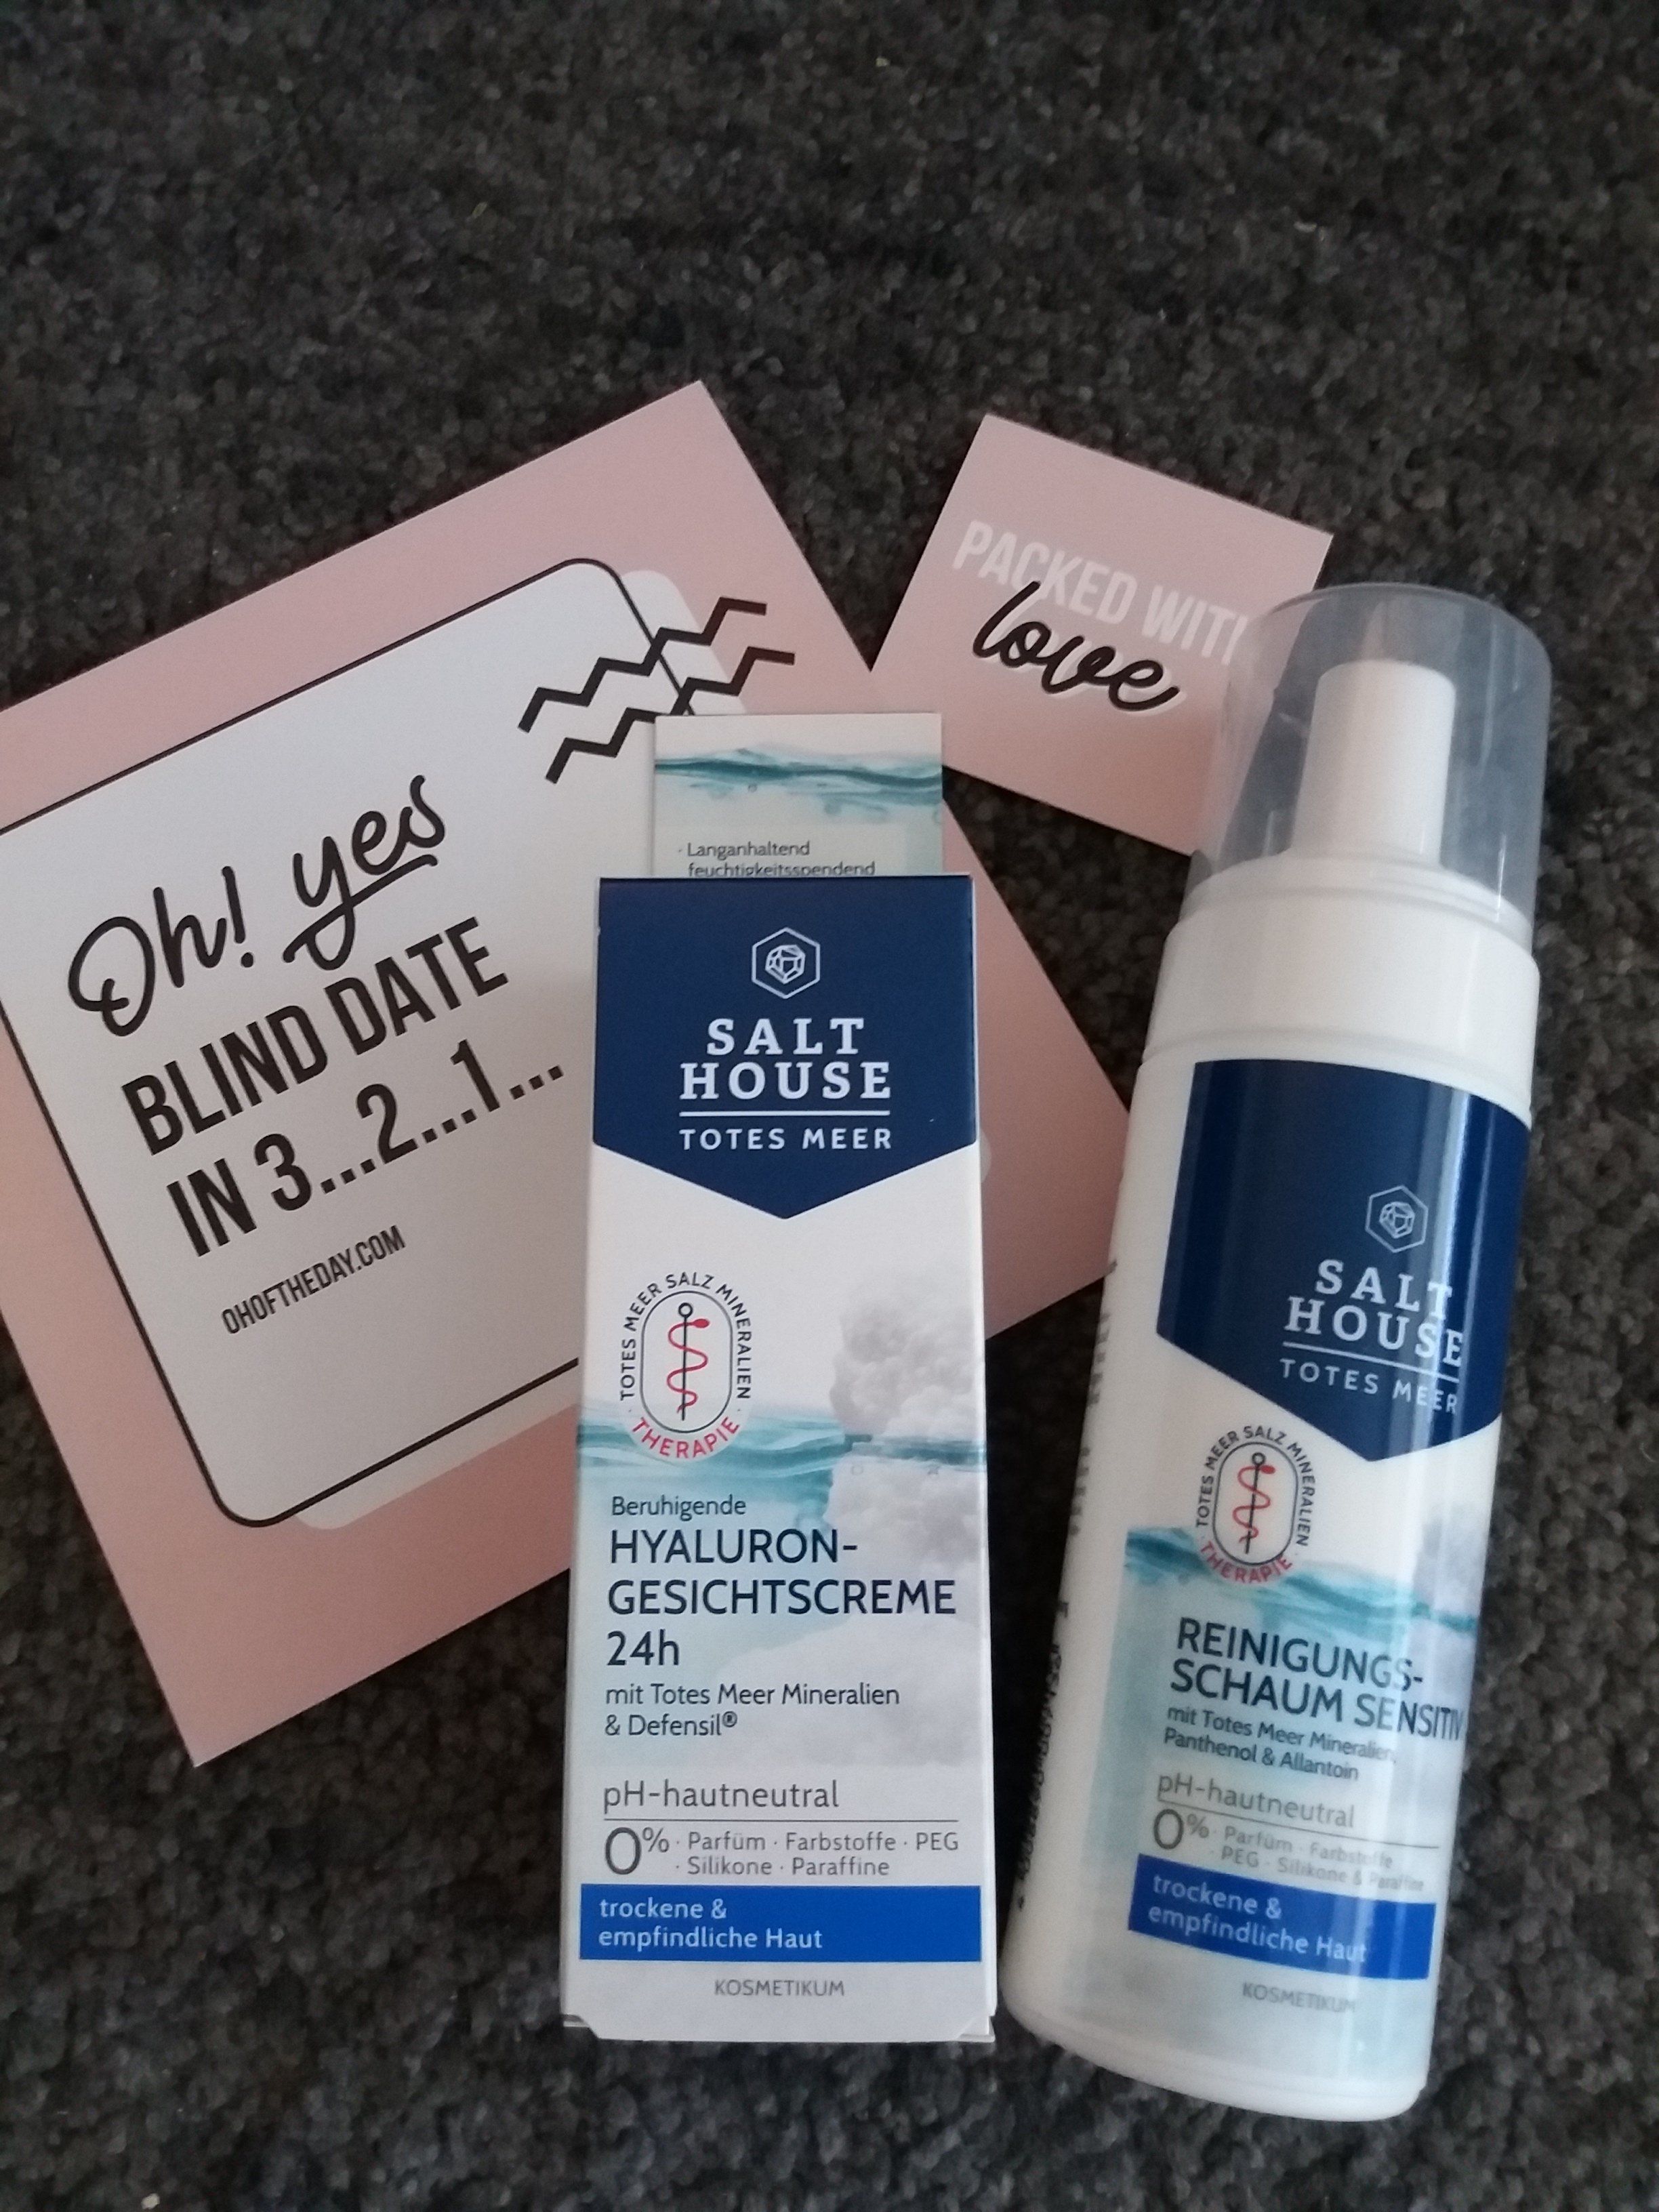 PACKED WITH
love
Oh! yes
BLIND DATE
IN 3...2...1...
OHOFTHEDAY.COM
· Langanhaltend
feuchtigkeitsspendend
SALT
HOUSE
TOTES MEER
TOTES MEER SALZ MINERALIEN
· THERAPIE ·
Beruhigende
HYALURON-
GESICHTSCREME
24h
mit Totes Meer Mineralien
& Defensil®
pH-hautneutral
0% · Parfüm · Farbstoffe · PEG
· Silikone · Paraffine
trockene &
empfindliche Haut
KOSMETIKUM
SALT
HOUSE
TOTES MEER
TOTES MEER SALZ MINERALIEN
· THERAPIE ·
REINIGUNGS-
SCHAUM SENSITIV
mit Totes Meer Mineralien,
Panthenol & Allantoin
pH-hautneutral
0% · Parfüm · Farbstoffe
· PEG · Silikone & Paraffine
trockene &
empfindliche Haut
KOSMETIKUM